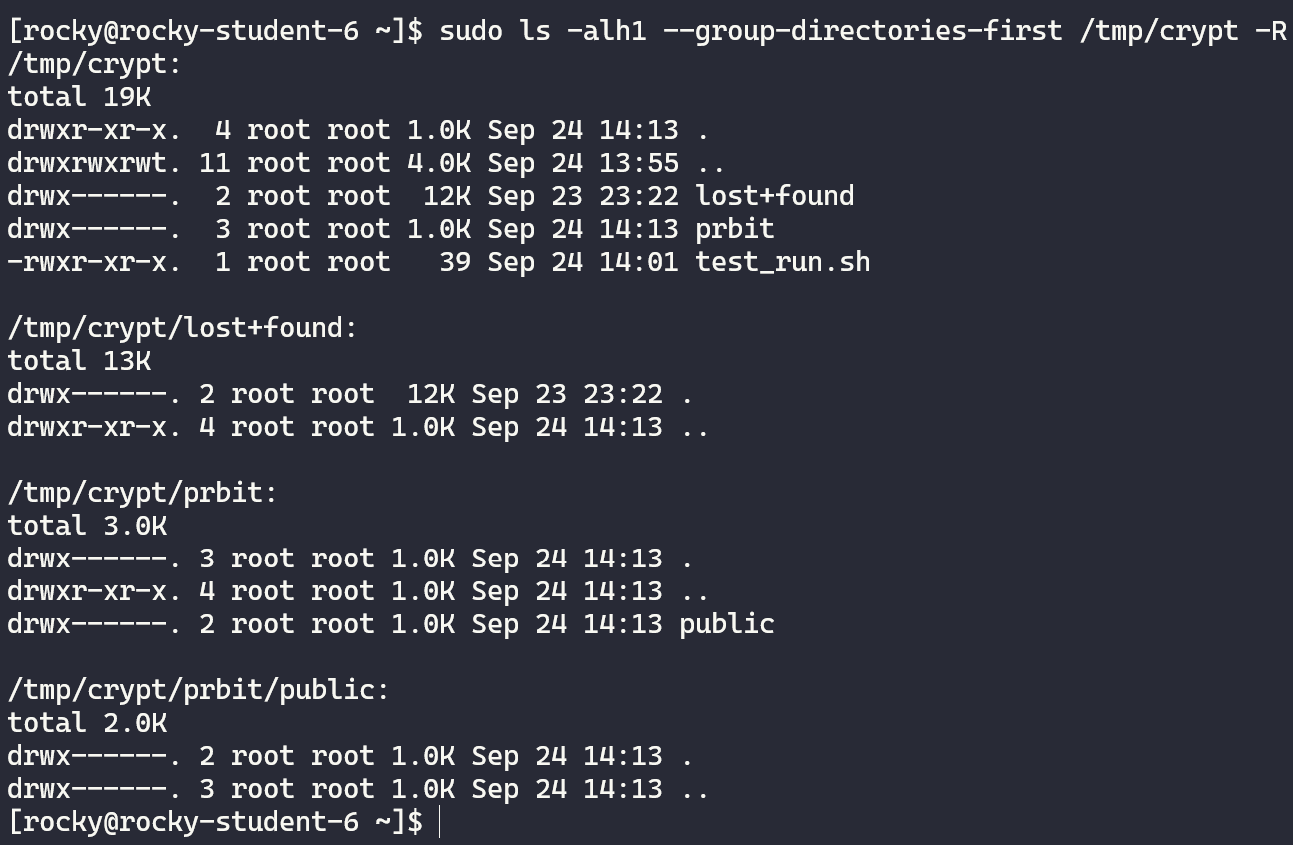 [rocky@rocky-student-6 ~]$ sudo ls -alh1 --group-directories-first /tmp/crypt -R
/tmp/crypt:
total 19K
drwxr-xr-x.  4 root root 1.0K Sep 24 14:13 .
drwxrwxrwt. 11 root root 4.0K Sep 24 13:55 ..
drwx------.  2 root root  12K Sep 23 23:22 lost+found
drwx------.  3 root root 1.0K Sep 24 14:13 prbit
-rwxr-xr-x.  1 root root   39 Sep 24 14:01 test_run.sh

/tmp/crypt/lost+found:
total 13K
drwx------. 2 root root  12K Sep 23 23:22 .
drwxr-xr-x. 4 root root 1.0K Sep 24 14:13 ..

/tmp/crypt/prbit:
total 3.0K
drwx------. 3 root root 1.0K Sep 24 14:13 .
drwxr-xr-x. 4 root root 1.0K Sep 24 14:13 ..
drwx------. 2 root root 1.0K Sep 24 14:13 public

/tmp/crypt/prbit/public:
total 2.0K
drwx------. 2 root root 1.0K Sep 24 14:13 .
drwx------. 3 root root 1.0K Sep 24 14:13 ..
[rocky@rocky-student-6 ~]$